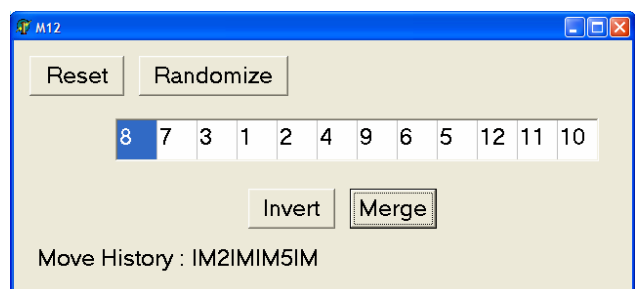 M12
Reset Randomize
8 7 3 1 2 4 9 6 5 12 11 10
Invert Merge
Move History : IM2IMIM5IM